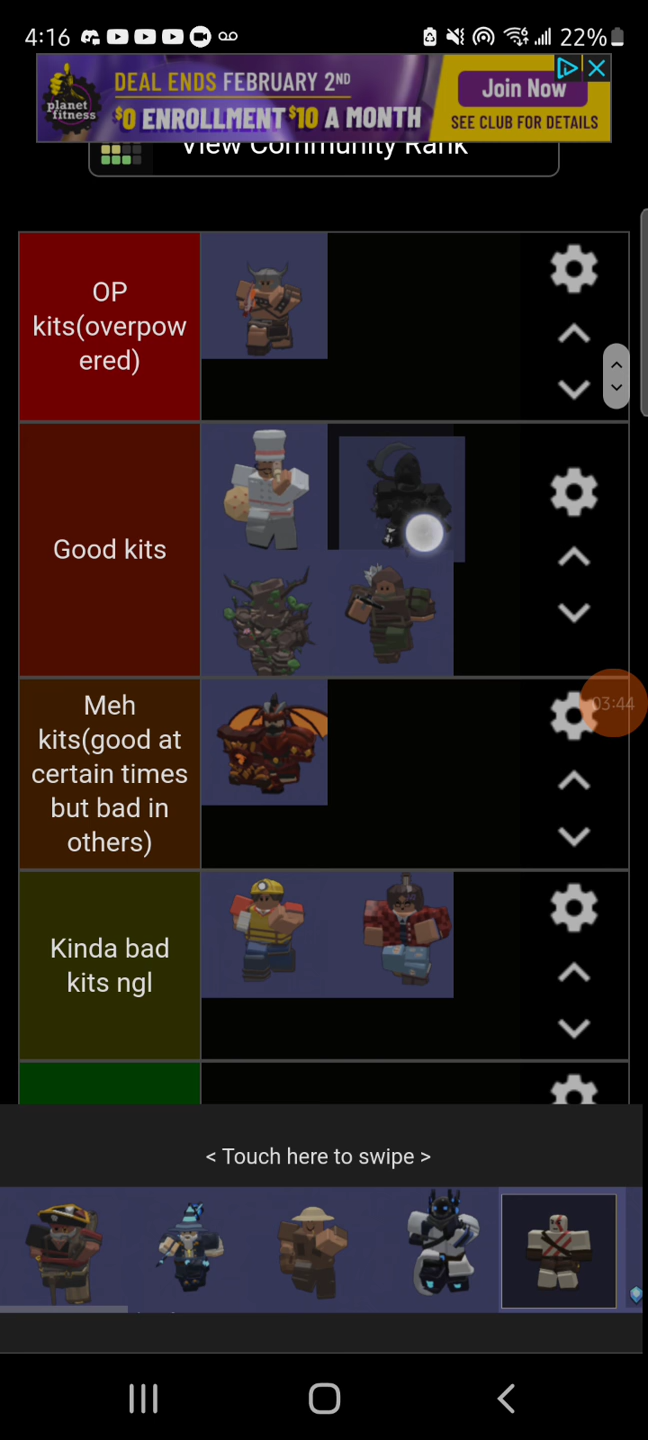 4:16
22%
planet
fitness
DEAL ENDS FEBRUARY 2ND
$0 ENROLLMENT $10 A MONTH
Join Now
SEE CLUB FOR DETAILS
View Community Rank
OP
kits(overpow
ered)
Good kits
Meh
kits(good at
certain times
but bad in
others)
03:44
Kinda bad
kits ngl
< Touch here to swipe >